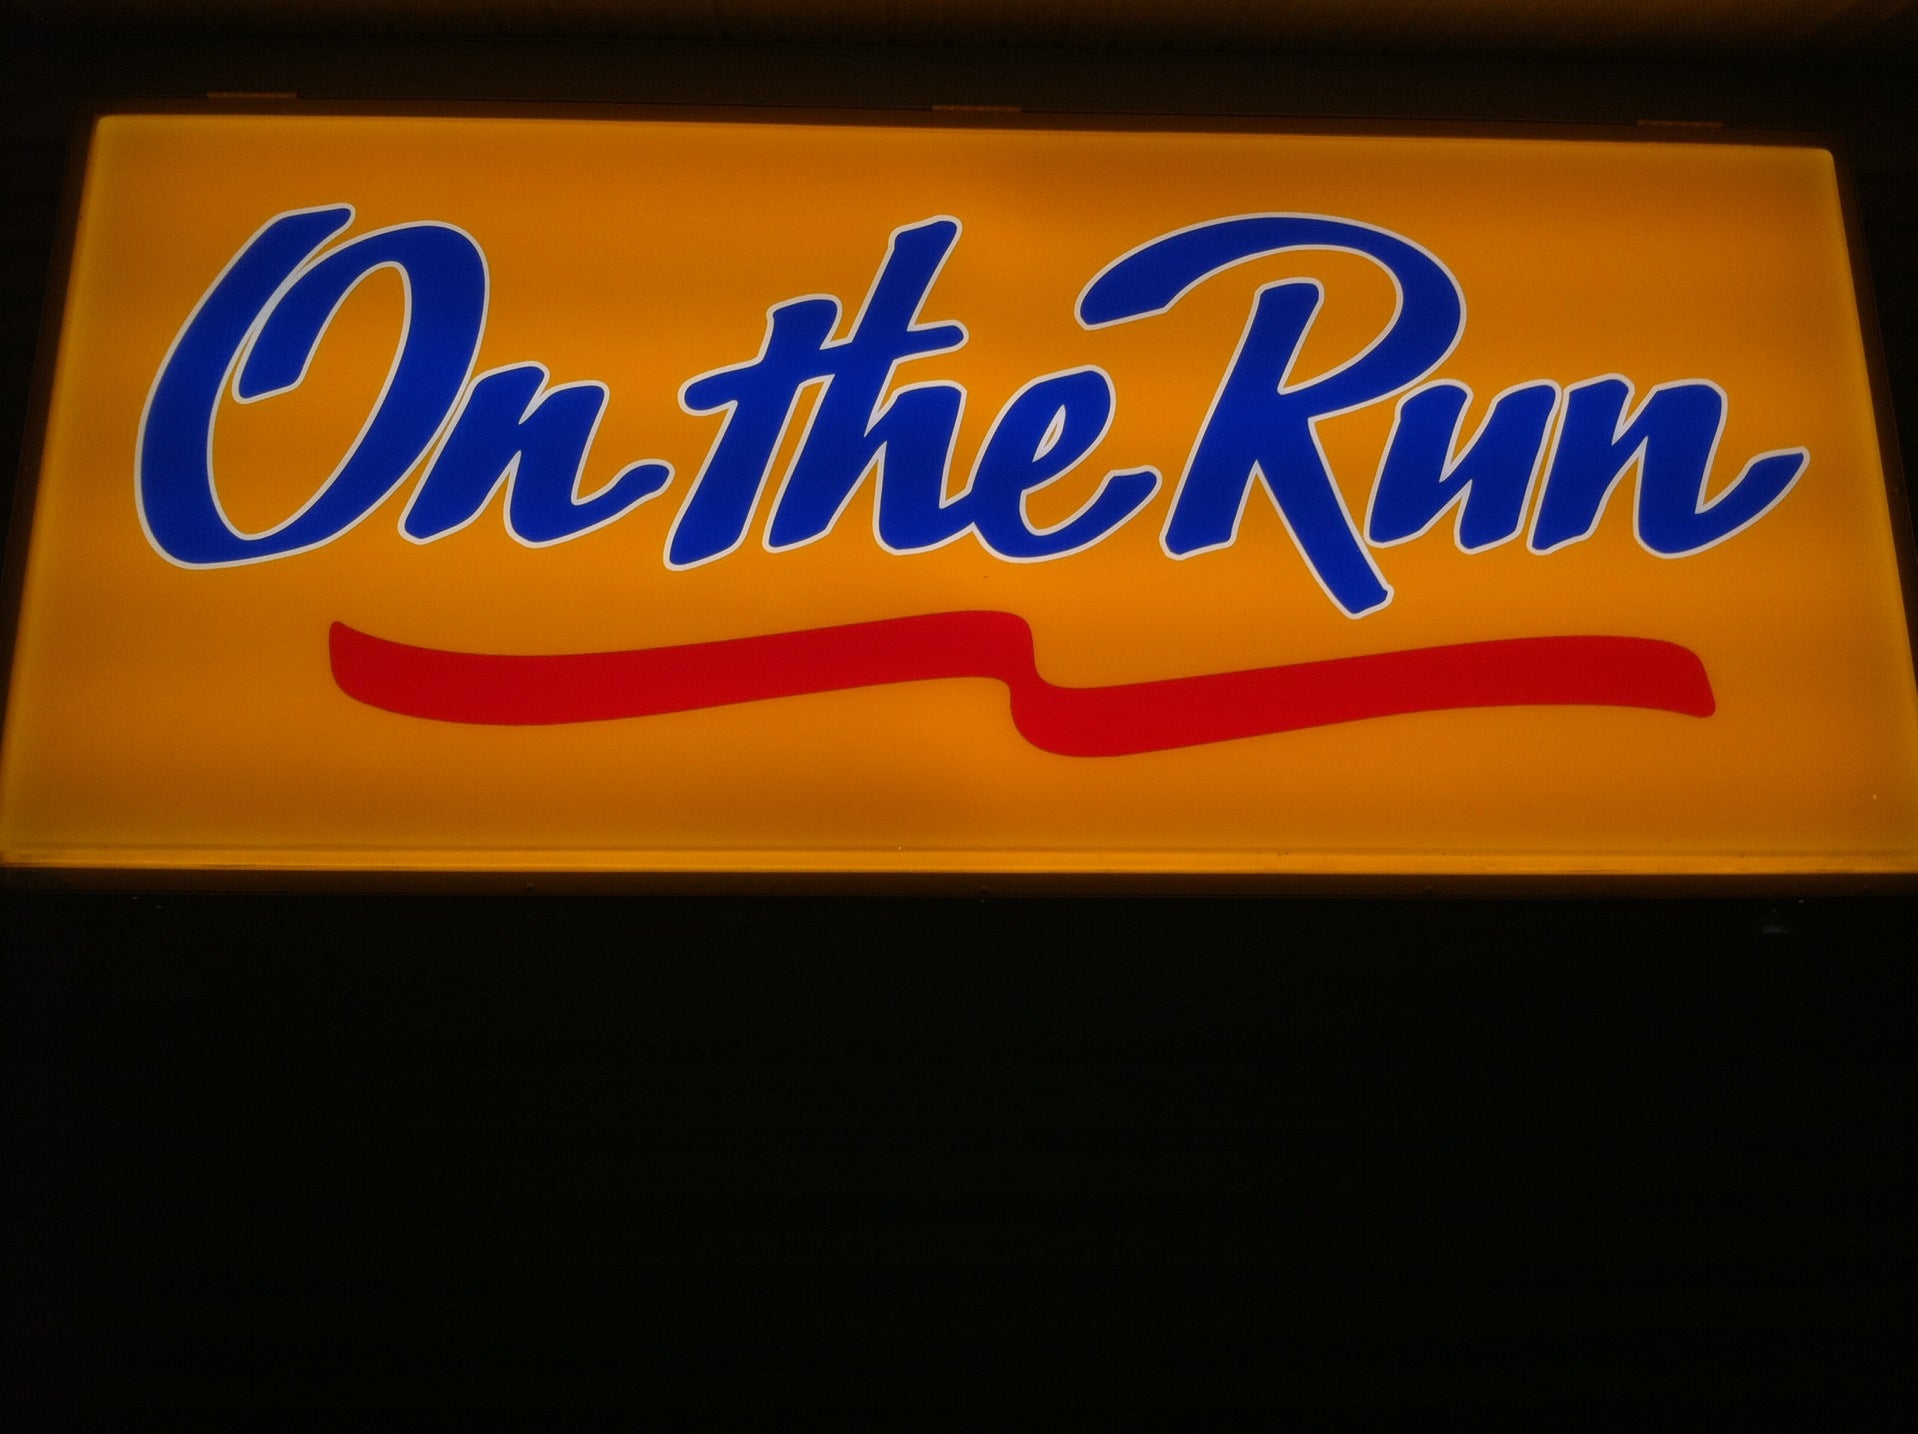 On the Run